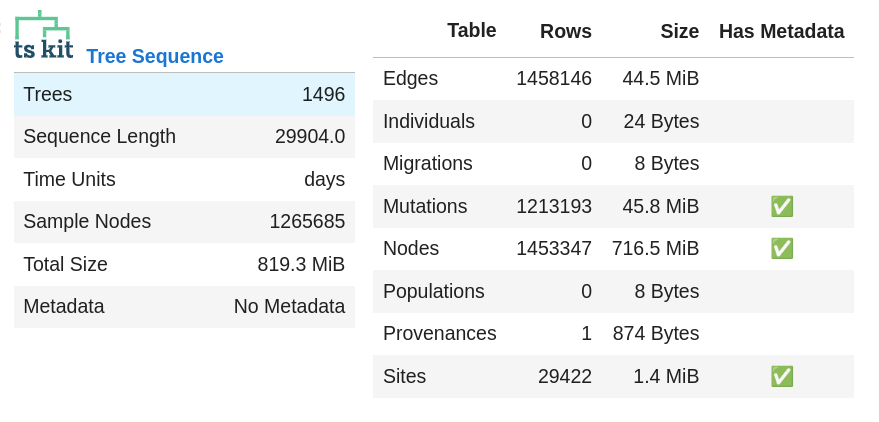 ts kit
Tree Sequence
Trees 1496
Sequence Length 29904.0
Time Units days
Sample Nodes 1265685
Total Size 819.3 MiB
Metadata No Metadata
Table Rows Size Has Metadata
Edges 1458146 44.5 MiB
Individuals 0 24 Bytes
Migrations 0 8 Bytes
Mutations 1213193 45.8 MiB ✅
Nodes 1453347 716.5 MiB ✅
Populations 0 8 Bytes
Provenances 1 874 Bytes
Sites 29422 1.4 MiB ✅